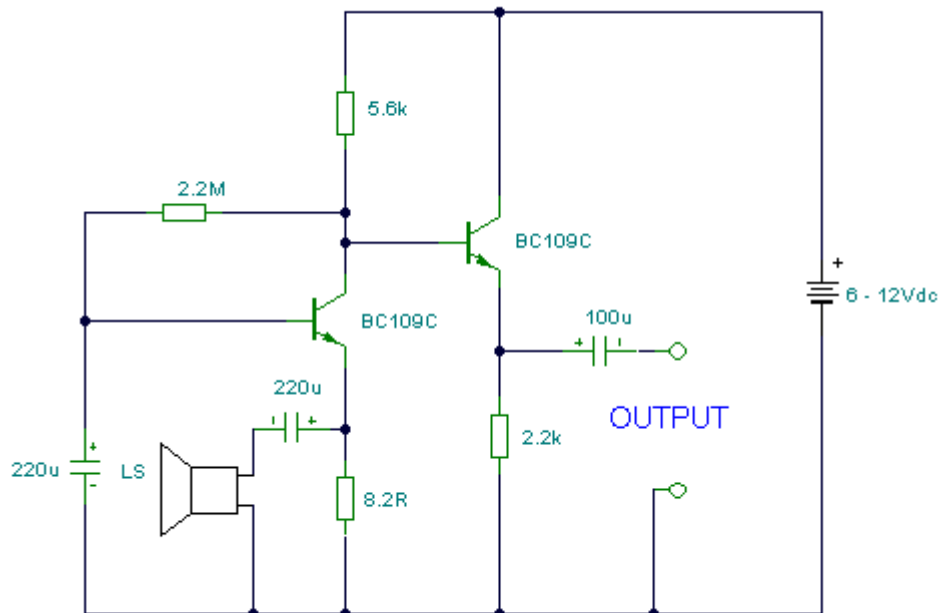 5.6k
2.2M
BC109C
+
6 - 12Vdc
BC109C
100u
+ -
220u
- +
OUTPUT
2.2k
+
220u
-
LS
8.2R